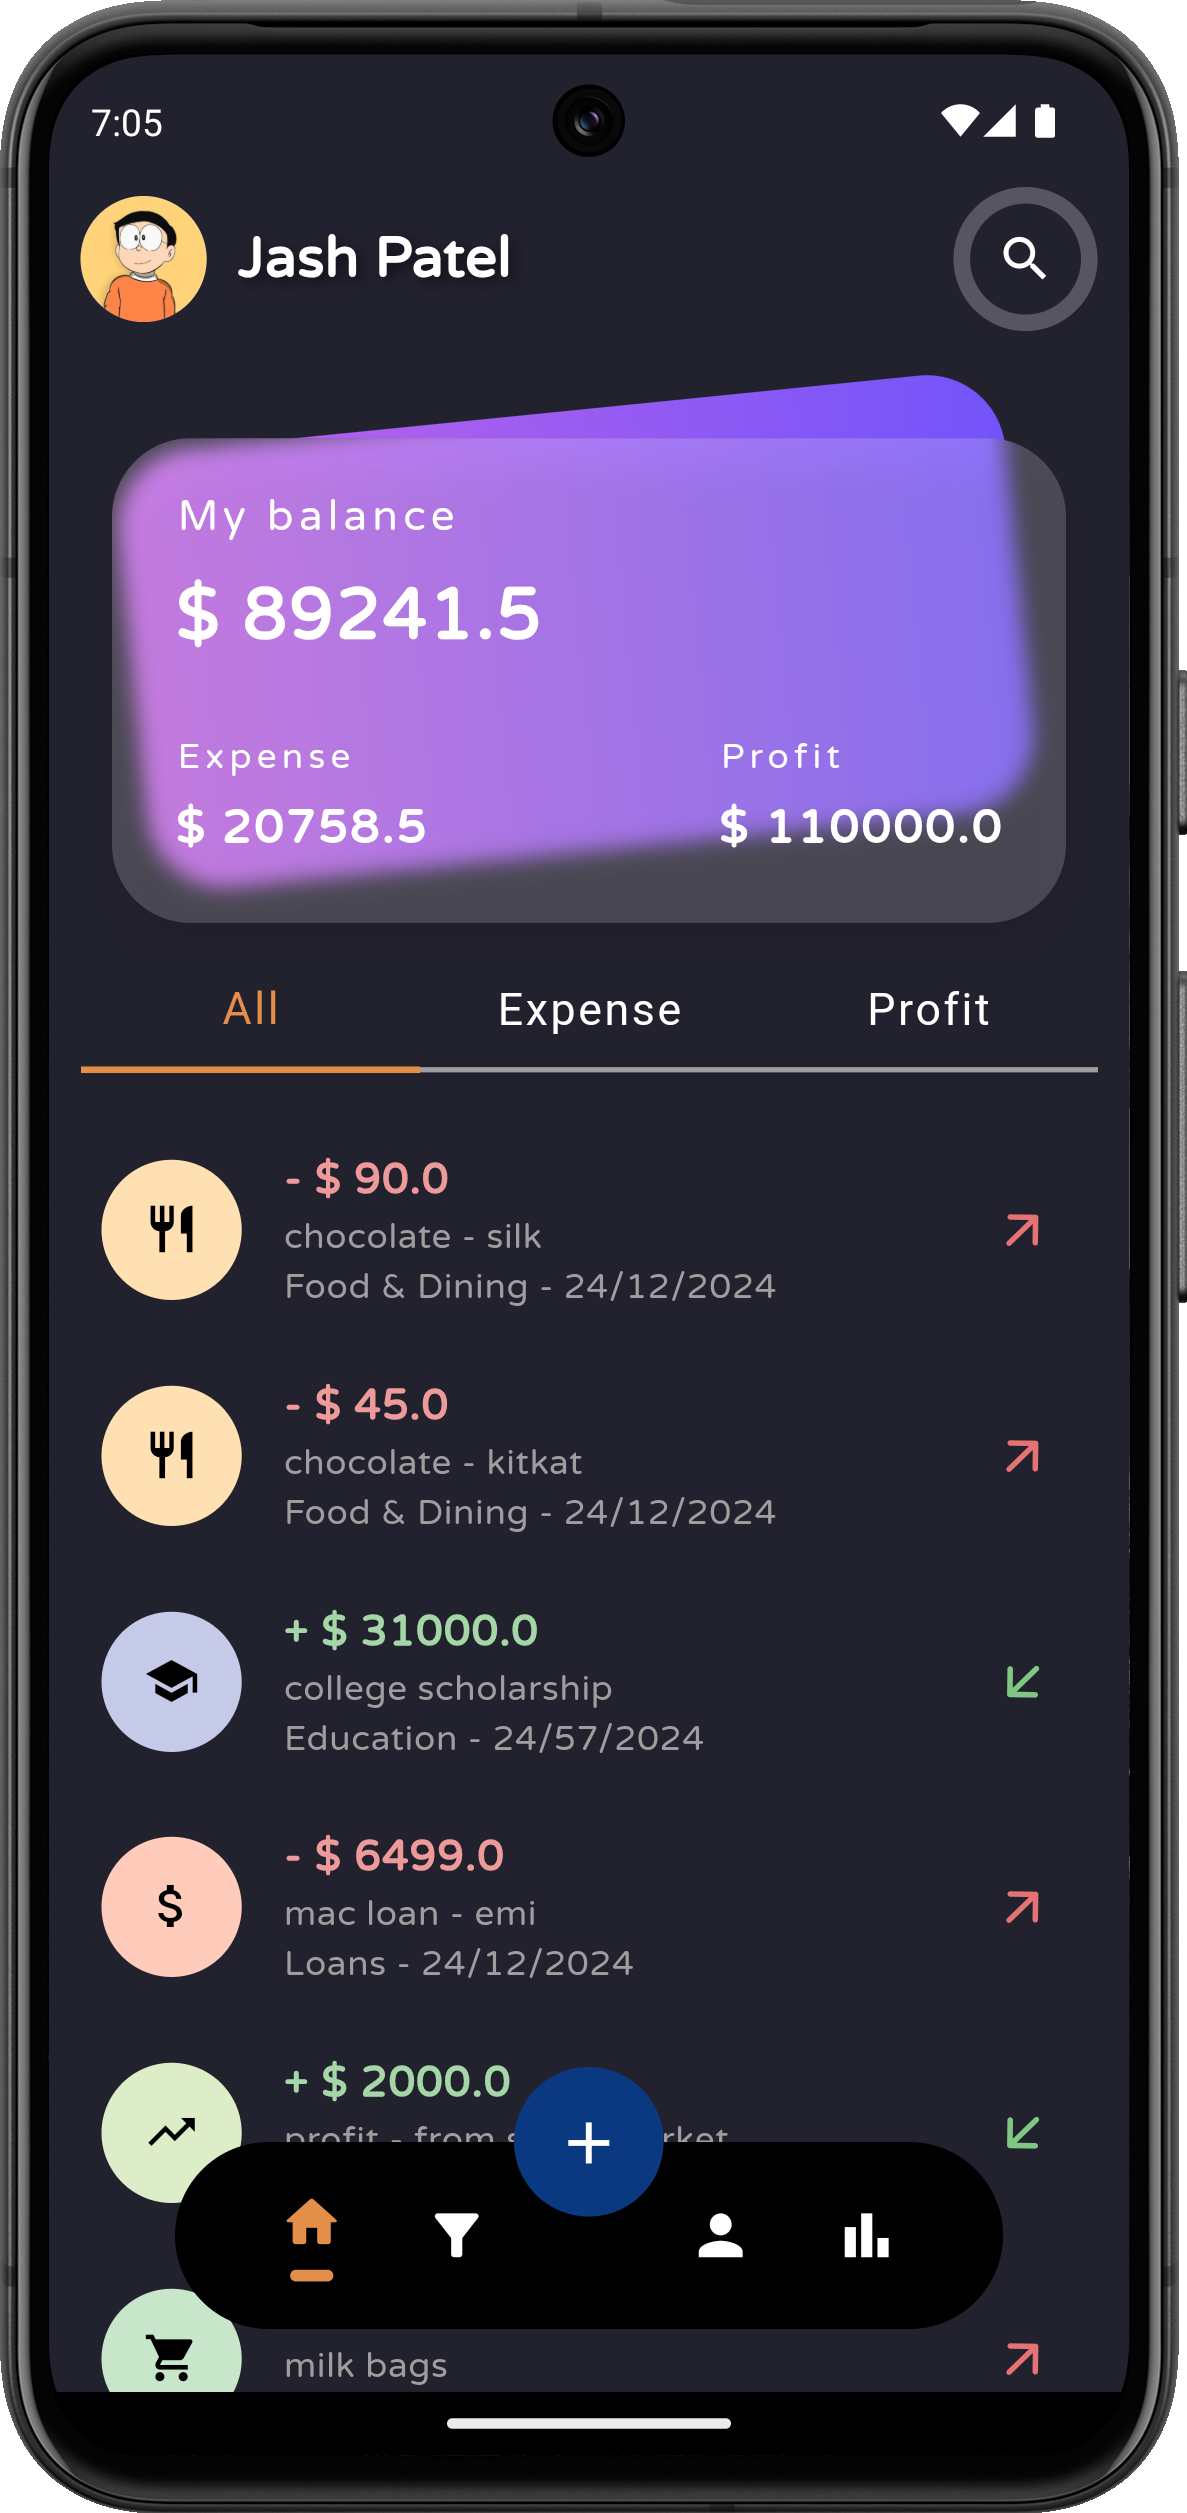 7:05
Jash Patel
My balance
$ 89241.5
Expense
Profit
$ 20758.5
$ 110000.0
All
Expense
Profit
- $ 90.0
chocolate - silk
Food & Dining - 24/12/2024
- $ 45.0
chocolate - kitkat
Food & Dining - 24/12/2024
+ $ 31000.0
college scholarship
Education - 24/57/2024
- $ 6499.0
mac loan - emi
Loans - 24/12/2024
+ $ 2000.0
profit - from
milk bags